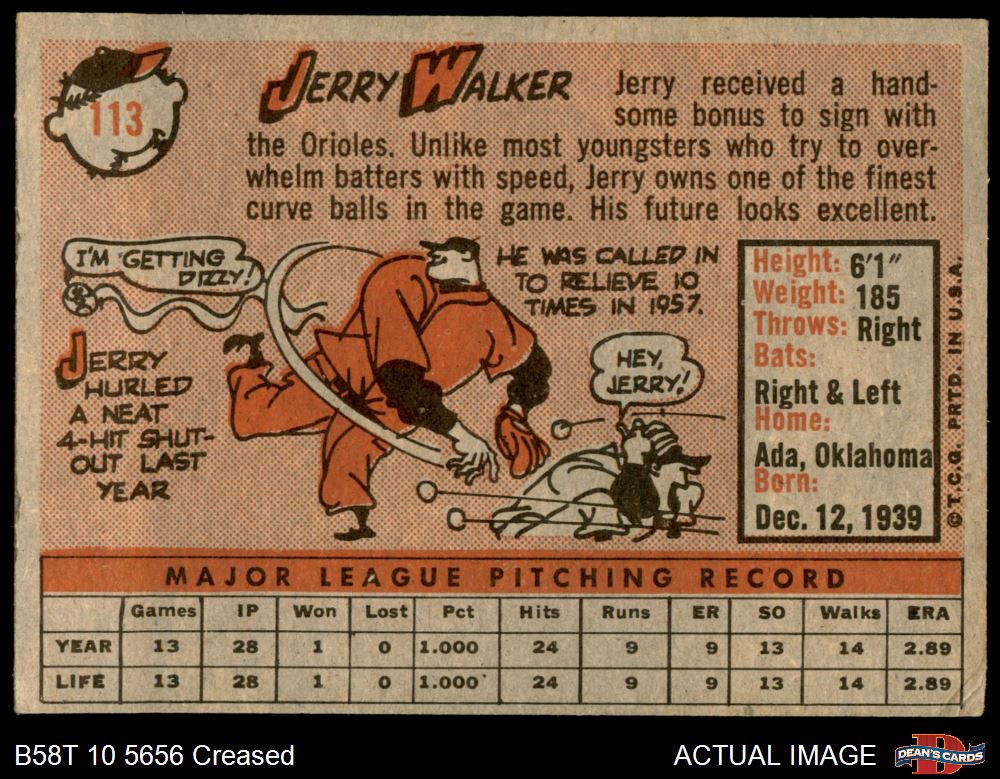 113
JERRY WALKER
Jerry received a hand-
some bonus to sign with
the Orioles. Unlike most youngsters who try to over-
whelm batters with speed, Jerry owns one of the finest
curve balls in the game. His future looks excellent.
I'M GETTING
DIZZY!
HE WAS CALLED IN
TO RELIEVE 10
TIMES IN 1957.
JERRY
HURLED
A NEAT
4-HIT SHUT-
OUT LAST
YEAR
HEY,
JERRY!
Height: 6'1"
Weight: 185
Throws: Right
Bats:
Right & Left
Home:
Ada, Oklahoma
Born:
Dec. 12, 1939
© T.C.G. PRTD. IN U.S.A.
MAJOR LEAGUE PITCHING RECORD
Games IP Won Lost Pct Hits Runs ER SO Walks ERA
YEAR 13 28 1 0 1.000 24 9 9 13 14 2.89
LIFE 13 28 1 0 1.000 24 9 9 13 14 2.89
B58T 10 5656 Creased
ACTUAL IMAGE
DEAN'S CARDS